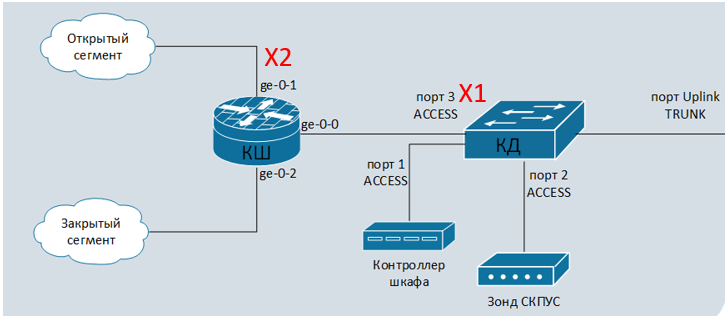 Открытый
сегмент
X2
ge-0-1
порт 3 X1
ACCESS
порт Uplink
TRUNK
ge-0-0
КШ
КД
порт 1
ACCESS
ge-0-2
порт 2
ACCESS
Закрытый
сегмент
Контроллер
шкафа
Зонд СКПУС